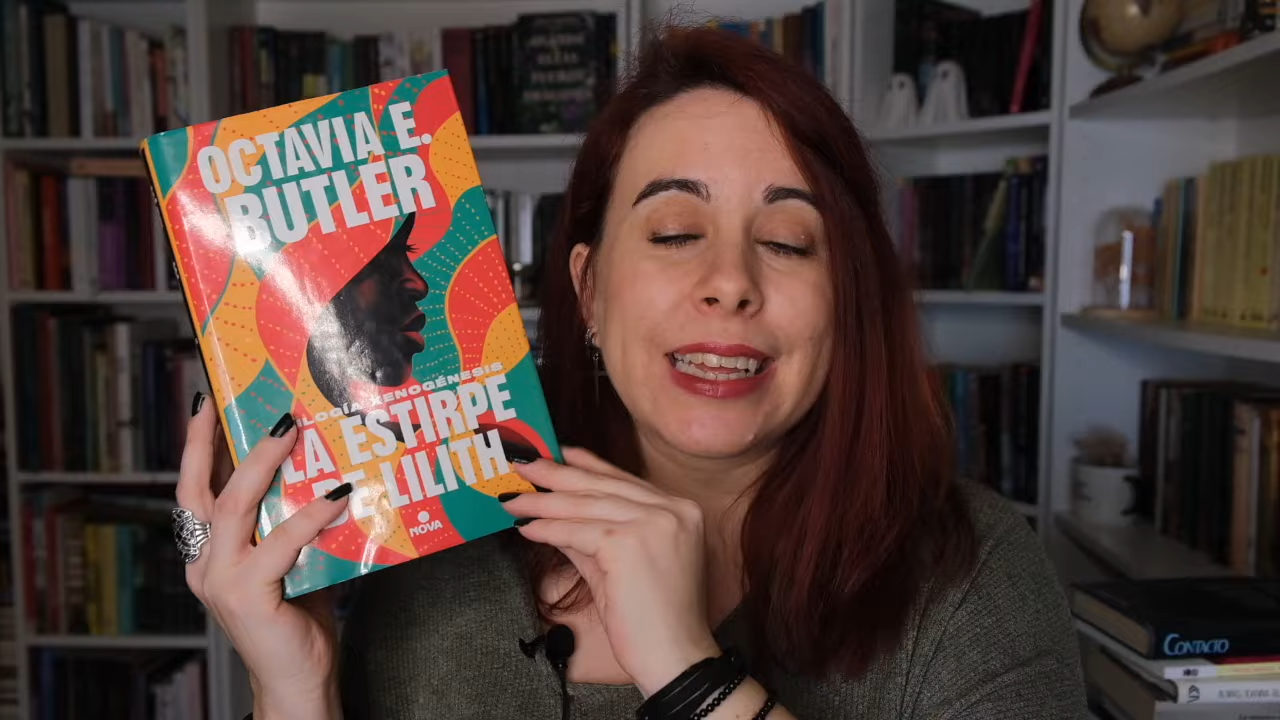 OCTAVIA E.
BUTLER
TRILOGÍA XENOGÉNESIS
LA ESTIRPE
DE LILITH
NOVA
CONTACTO